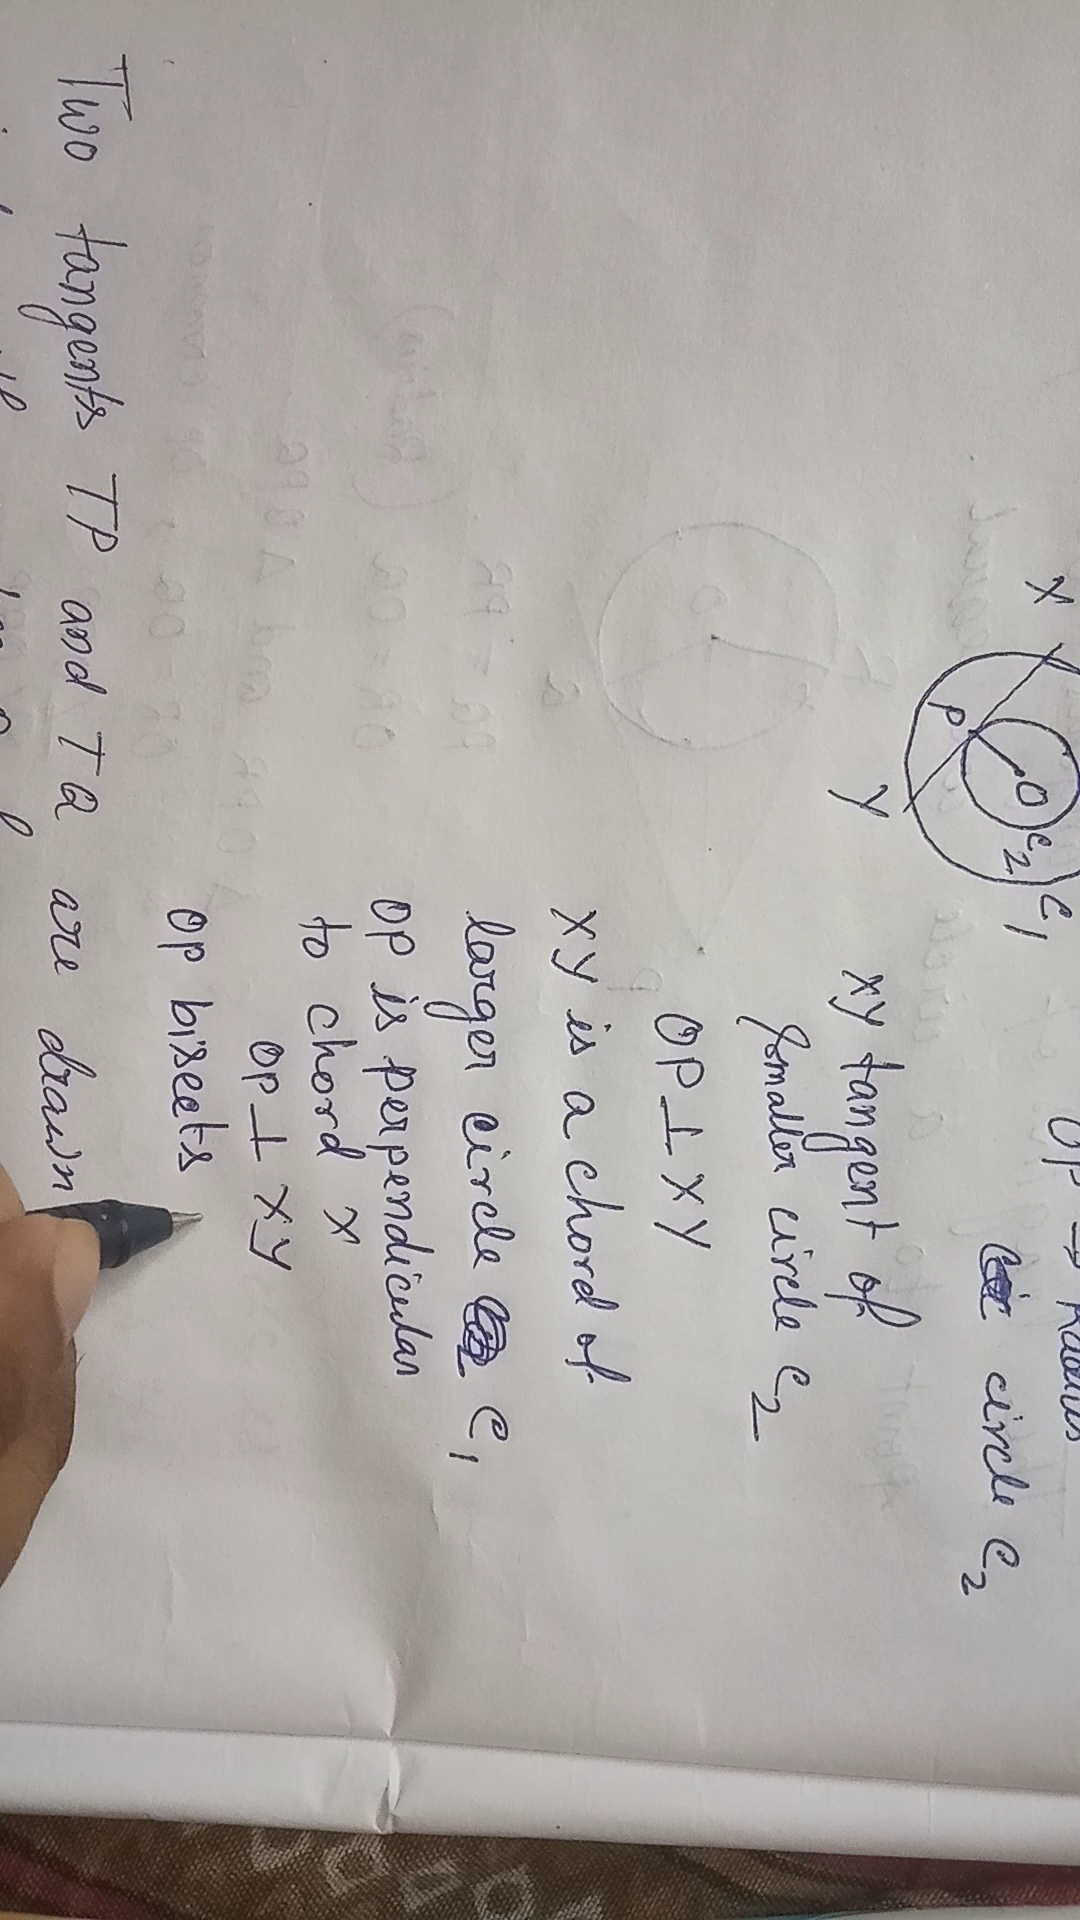 OP → Radius
circle C2
X
P
O
C2
C1
Y
XY tangent of
smaller circle C2
OP ⊥ XY
XY is a chord of
larger circle C1
OP is perpendicular
to chord X
OP ⊥ XY
OP bisects
Two tangents TP and TQ are drawn